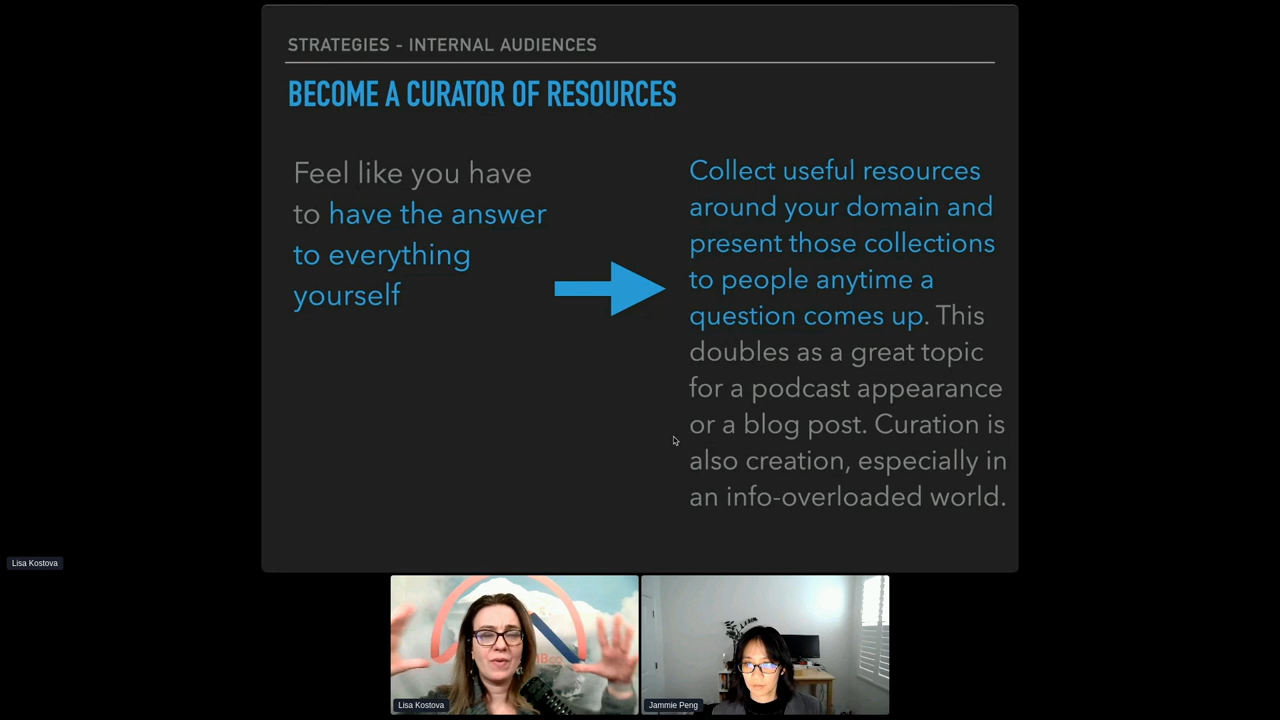 STRATEGIES - INTERNAL AUDIENCES
BECOME A CURATOR OF RESOURCES
Feel like you have
to have the answer
to everything
yourself
Collect useful resources
around your domain and
present those collections
to people anytime a
question comes up. This
doubles as a great topic
for a podcast appearance
or a blog post. Curation is
also creation, especially in
an info-overloaded world.
Lisa Kostova
Lisa Kostova
Jammie Peng